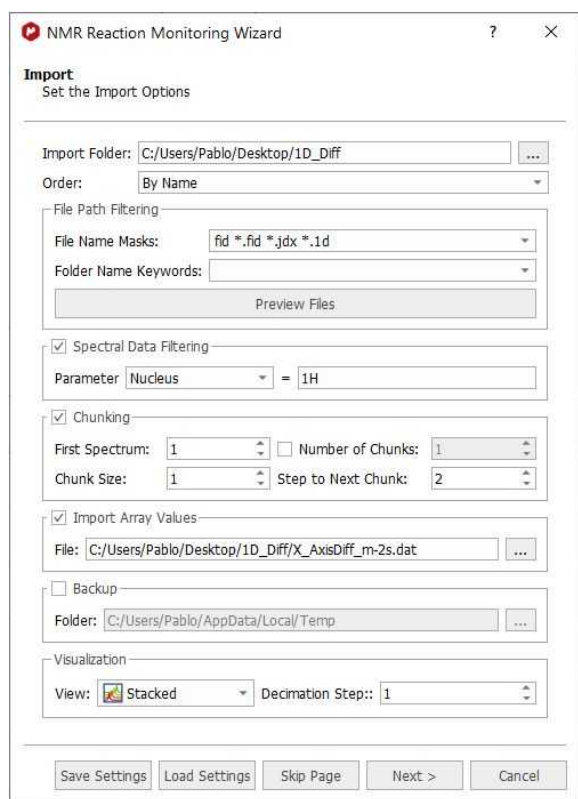 NMR Reaction Monitoring Wizard ? ×
Import
Set the Import Options
Import Folder: C:/Users/Pablo/Desktop/1D_Diff ...
Order: By Name
File Path Filtering
File Name Masks: fid *.fid *.jdx *.1d
Folder Name Keywords:
Preview Files
Spectral Data Filtering
Parameter Nucleus = 1H
Chunking
First Spectrum: 1 Number of Chunks: 1
Chunk Size: 1 Step to Next Chunk: 2
Import Array Values
File: C:/Users/Pablo/Desktop/1D_Diff/X_AxisDiff_m-2s.dat ...
Backup
Folder: C:/Users/Pablo/AppData/Local/Temp ...
Visualization
View: Stacked Decimation Step:: 1
Save Settings Load Settings Skip Page Next > Cancel